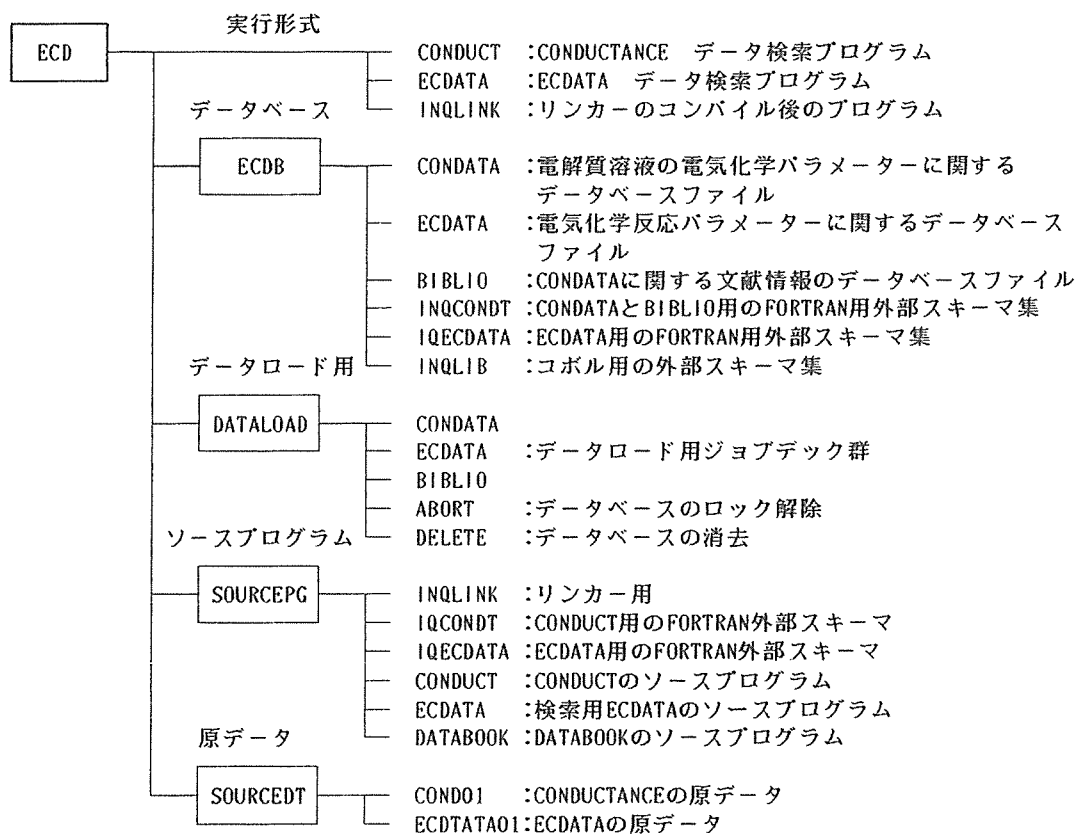 実行形式
ECD
CONDUCT :CONDUCTANCE データ検索プログラム
ECDATA :ECDATA データ検索プログラム
INQLINK :リンカーのコンバイル後のプログラム
データベース
ECDB
CONDATA :電解質溶液の電気化学パラメーターに関する
データベースファイル
ECDATA :電気化学反応パラメーターに関するデータベース
ファイル
BIBLIO :CONDATAに関する文献情報のデータベースファイル
INQCONDT :CONDATAとBIBLIO用のFORTRAN用外部スキーマ集
IQECDATA :ECDATA用のFORTRAN用外部スキーマ集
INQLIB :コボル用の外部スキーマ集
データロード用
DATALOAD
CONDATA
ECDATA :データロード用ジョブデック群
BIBLIO
ABORT :データベースのロック解除
DELETE :データベースの消去
ソースプログラム
SOURCEPG
INQLINK :リンカー用
IQCONDT :CONDUCT用のFORTRAN外部スキーマ
IQECDATA :ECDATA用のFORTRAN外部スキーマ
CONDUCT :CONDUCTのソースプログラム
ECDATA :検索用ECDATAのソースプログラム
DATABOOK :DATABOOKのソースプログラム
原データ
SOURCEDT
COND01 :CONDUCTANCEの原データ
ECDTATA01:ECDATAの原データ